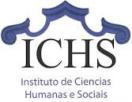 ICHS
Instituto de Ciencias
Humanas e Sociais